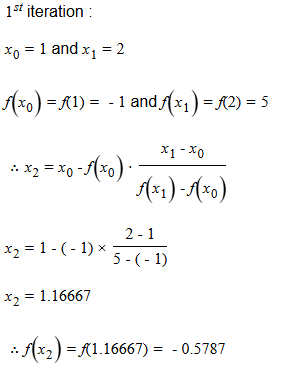 1st iteration :
x0 = 1 and x1 = 2
f(x0) = f(1) = - 1 and f(x1) = f(2) = 5
∴ x2 = x0 - f(x0) · (x1 - x0) / (f(x1) - f(x0))
x2 = 1 - ( - 1) × (2 - 1) / (5 - ( - 1))
x2 = 1.16667
∴ f(x2) = f(1.16667) = - 0.5787